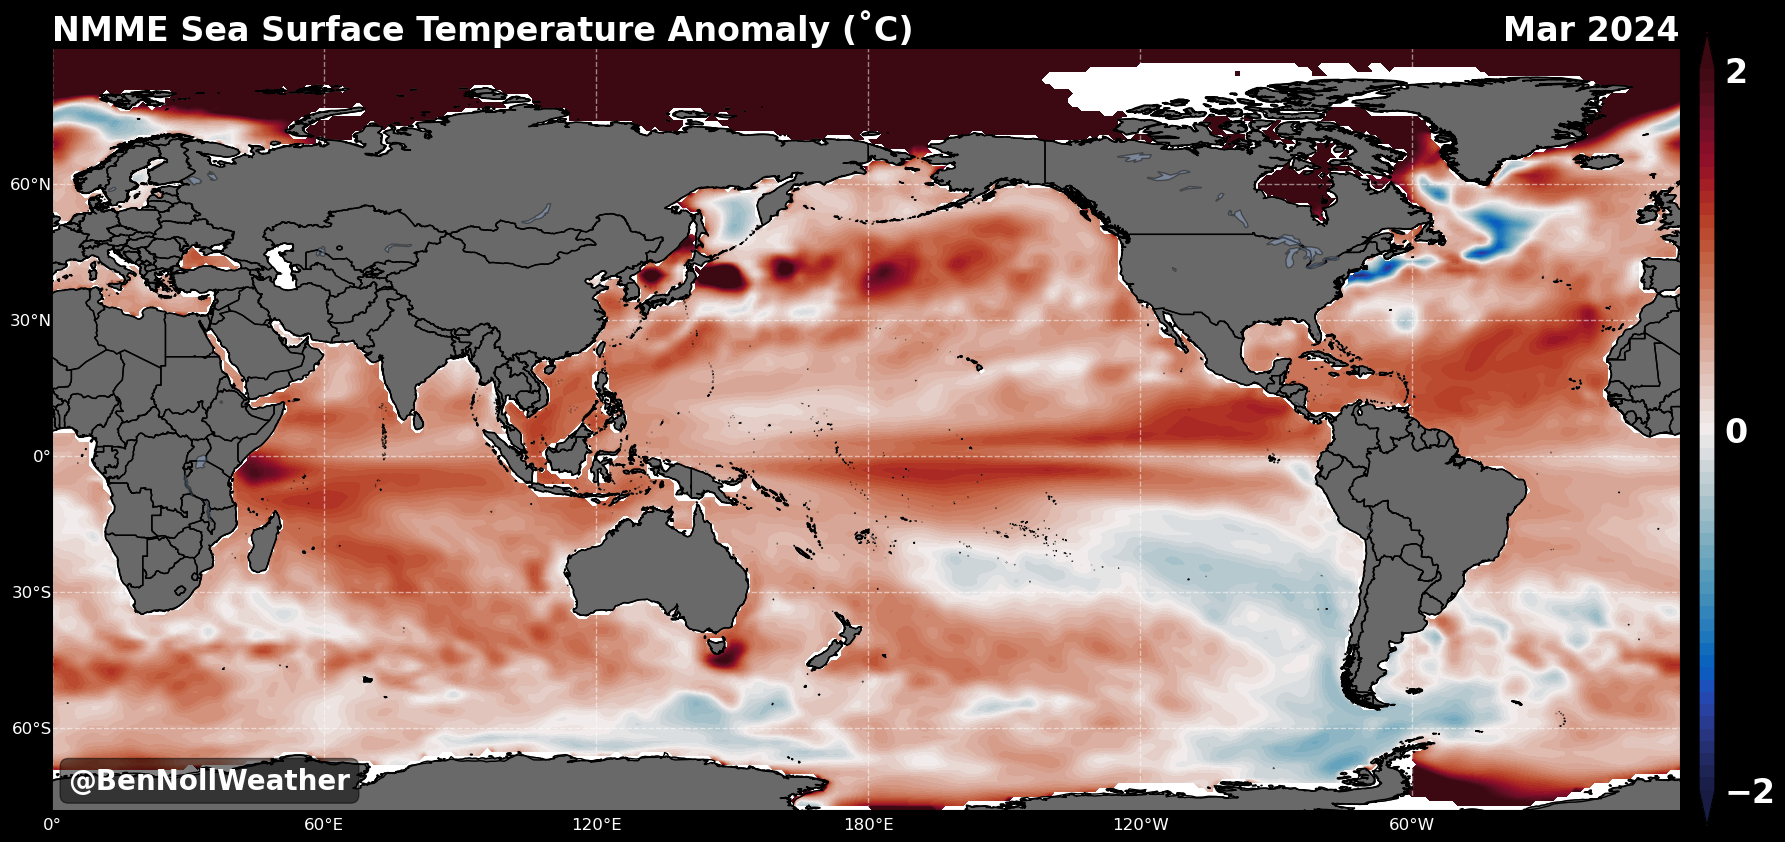 NMME Sea Surface Temperature Anomaly (˚C)
Mar 2024
2
0
−2
60°N
30°N
0°
30°S
60°S
@BenNollWeather
0°
60°E
120°E
180°E
120°W
60°W